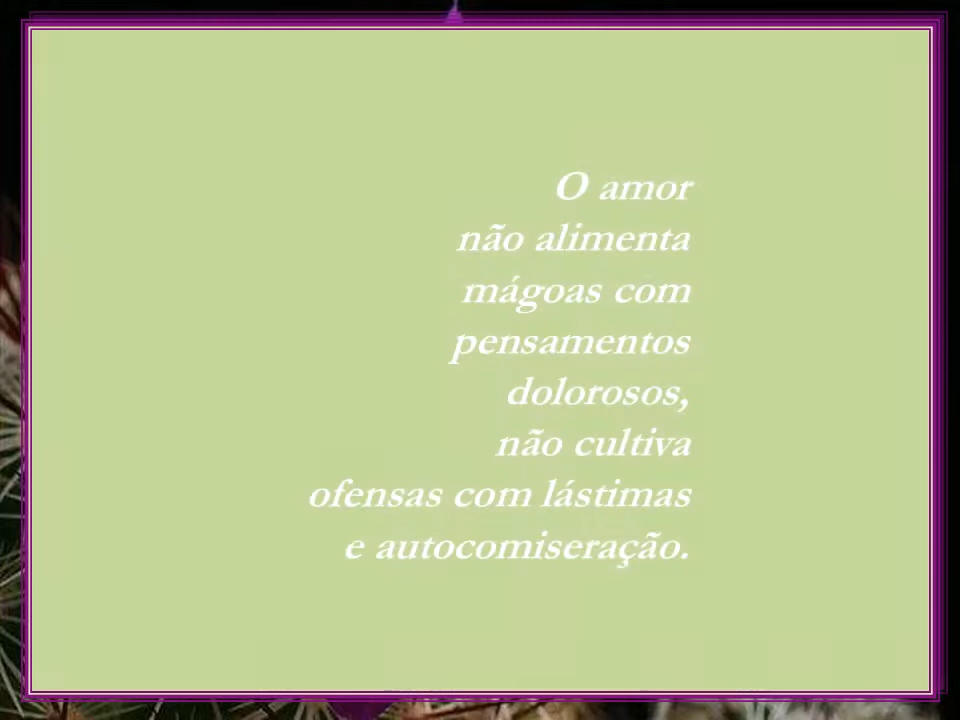 O amor
não alimenta
mágoas com
pensamentos
dolorosos,
não cultiva
ofensas com lástimas
e autocomiseração.